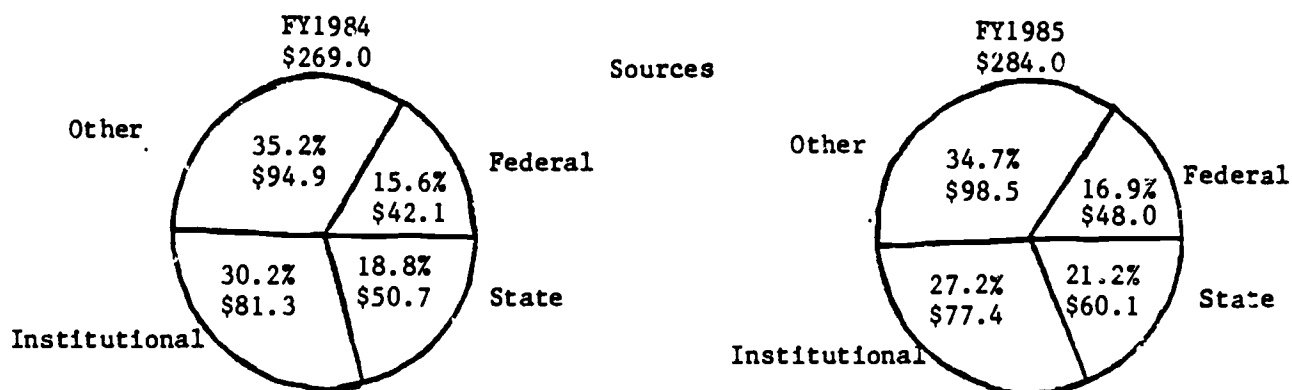 FY1984
$269.0
Other
35.2%
$94.9
Federal
15.6%
$42.1
30.2%
$81.3
18.8%
$50.7
State
Institutional
Sources
FY1985
$284.0
Other
34.7%
$98.5
Federal
16.9%
$48.0
27.2%
$77.4
21.2%
$60.1
State
Institutional